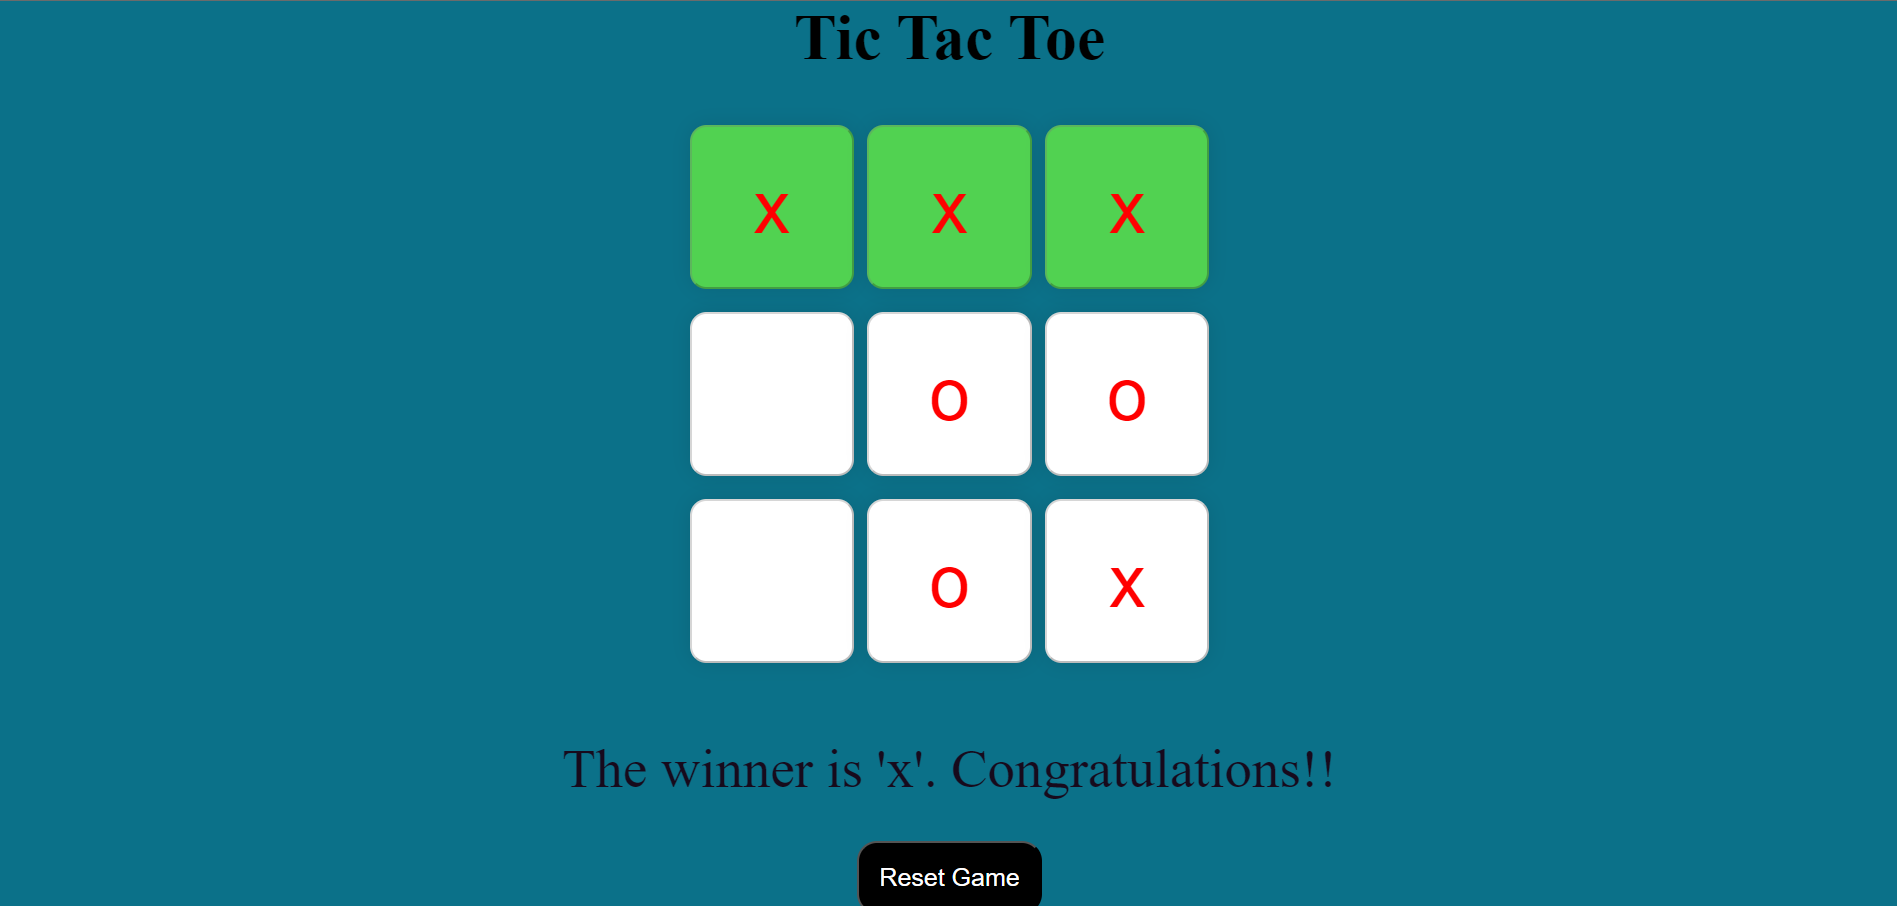 Tic Tac Toe
x x x
o o
o x
The winner is 'x'. Congratulations!!
Reset Game